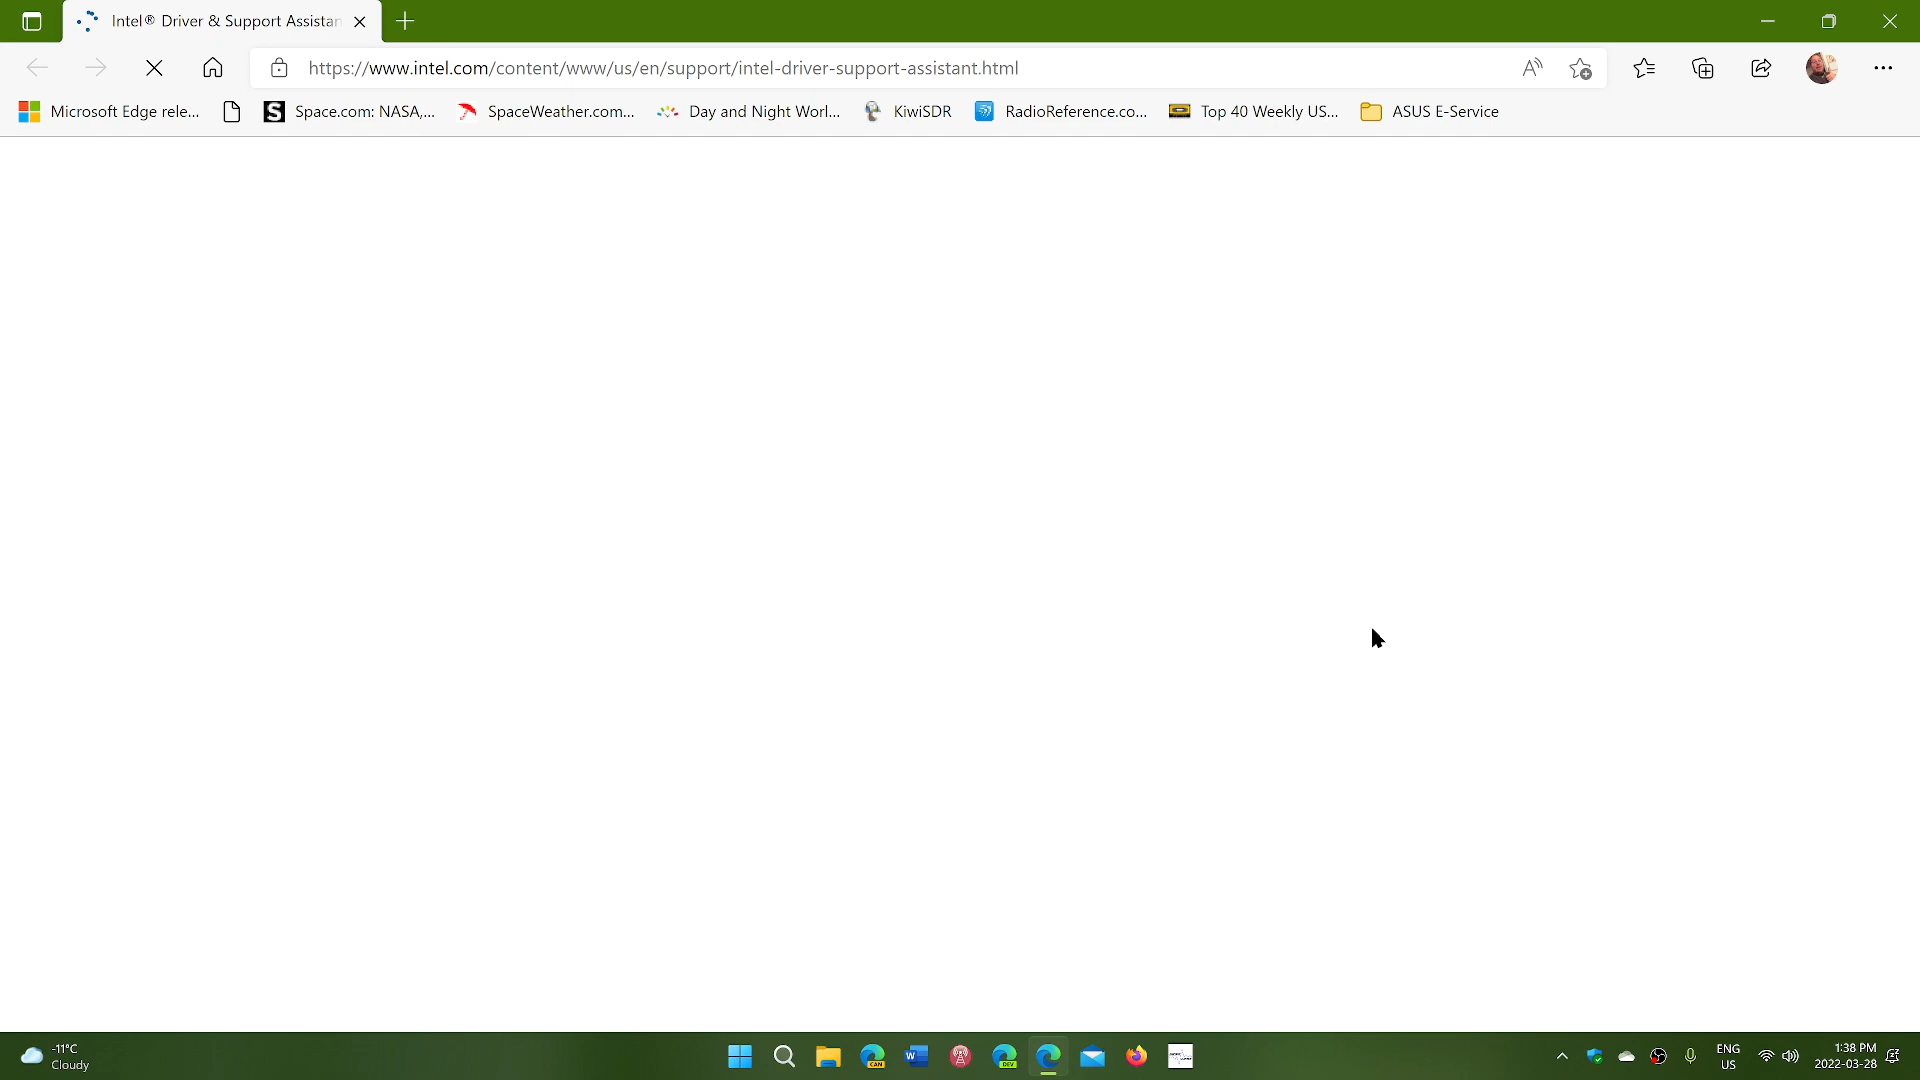 Intel® Driver & Support Assistan
https://www.intel.com/content/www/us/en/support/intel-driver-support-assistant.html
Microsoft Edge rele...
Space.com: NASA,...
SpaceWeather.com...
Day and Night Worl...
KiwiSDR
RadioReference.co...
Top 40 Weekly US...
ASUS E-Service
-11°C
Cloudy
CAN
DEV
ENG
US
1:38 PM
2022-03-28